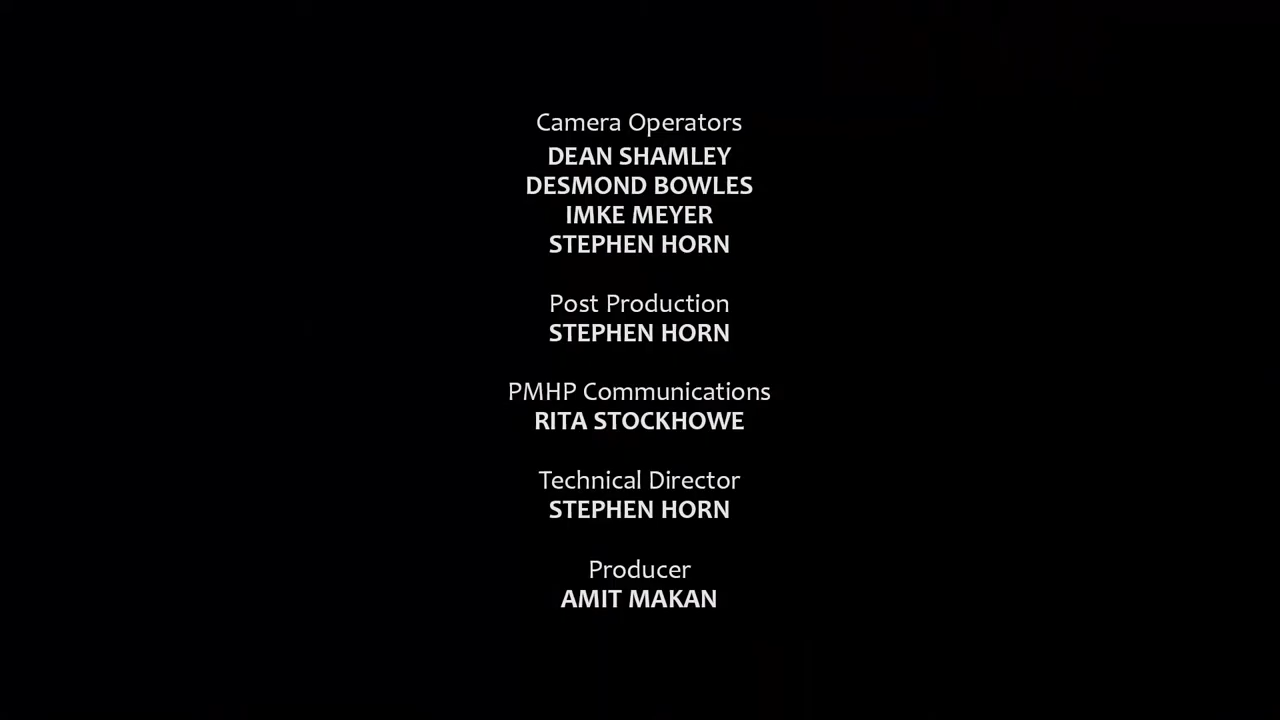 Camera Operators
DEAN SHAMLEY
DESMOND BOWLES
IMKE MEYER
STEPHEN HORN
Post Production
STEPHEN HORN
PMHP Communications
RITA STOCKHOWE
Technical Director
STEPHEN HORN
Producer
AMIT MAKAN